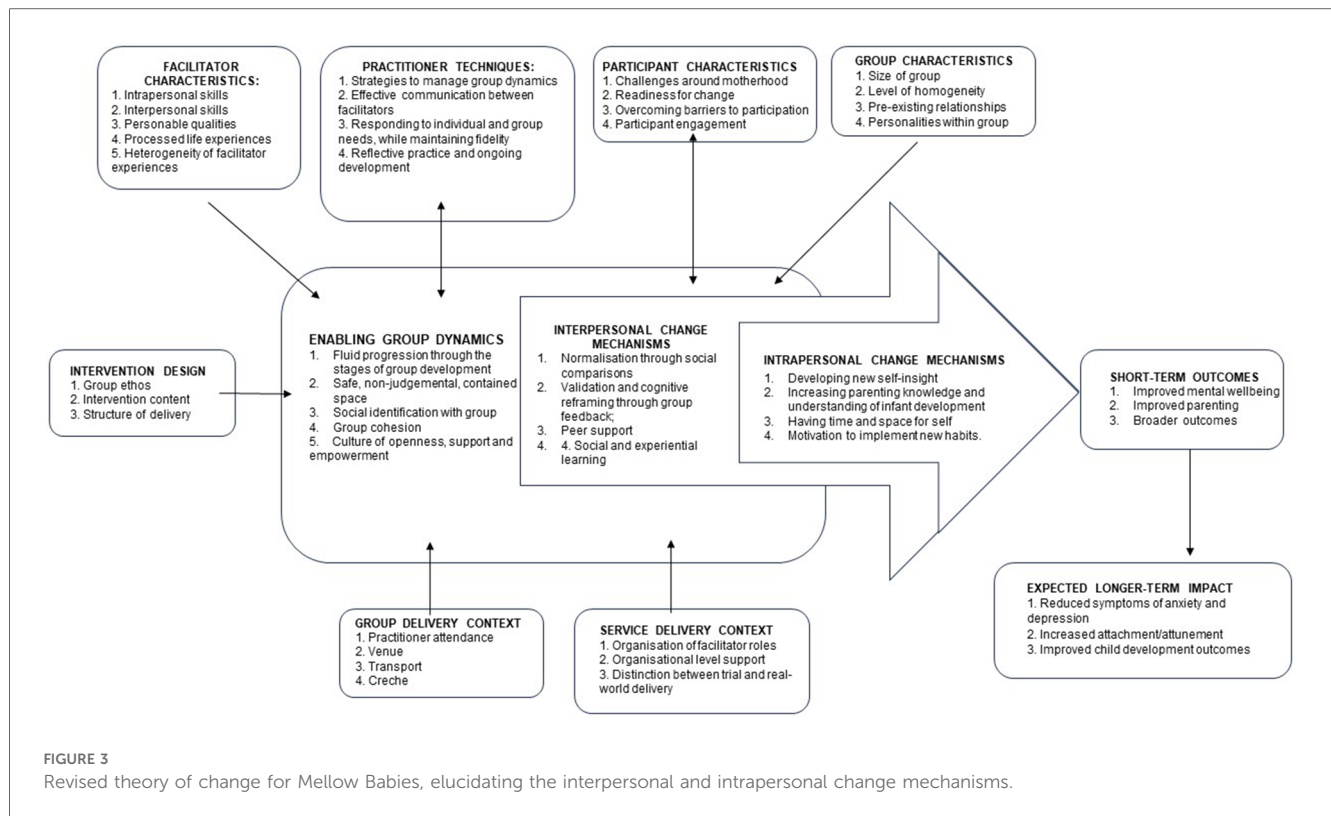 FACILITATOR
CHARACTERISTICS:
1. Intrapersonal skills
2. Interpersonal skills
3. Personable qualities
4. Processed life experiences
5. Heterogeneity of facilitator
experiences
PRACTITIONER TECHNIQUES:
1. Strategies to manage group dynamics
2. Effective communication between
facilitators
3. Responding to individual and group
needs, while maintaining fidelity
4. Reflective practice and ongoing
development
PARTICIPANT CHARACTERISTICS
1. Challenges around motherhood
2. Readiness for change
3. Overcoming barriers to participation
4. Participant engagement
GROUP CHARACTERISTICS
1. Size of group
2. Level of homogeneity
3. Pre-existing relationships
4. Personalities within group
INTERVENTION DESIGN
1. Group ethos
2. Intervention content
3. Structure of delivery
ENABLING GROUP DYNAMICS
1. Fluid progression through the
stages of group development
2. Safe, non-judgemental, contained
space
3. Social identification with group
4. Group cohesion
5. Culture of openness, support and
empowerment
INTERPERSONAL CHANGE
MECHANISMS
1. Normalisation through social
comparisons
2. Validation and cognitive
reframing through group
feedback;
3. Peer support
4. 4. Social and experiential
learning
INTRAPERSONAL CHANGE MECHANISMS
1. Developing new self-insight
2. Increasing parenting knowledge and
understanding of infant development
3. Having time and space for self
4. Motivation to implement new habits.
SHORT-TERM OUTCOMES
1. Improved mental wellbeing
2. Improved parenting
3. Broader outcomes
GROUP DELIVERY CONTEXT
1. Practitioner attendance
2. Venue
3. Transport
4. Creche
SERVICE DELIVERY CONTEXT
1. Organisation of facilitator roles
2. Organisational level support
3. Distinction between trial and real-
world delivery
EXPECTED LONGER-TERM IMPACT
1. Reduced symptoms of anxiety and
depression
2. Increased attachment/attunement
3. Improved child development outcomes
FIGURE 3
Revised theory of change for Mellow Babies, elucidating the interpersonal and intrapersonal change mechanisms.